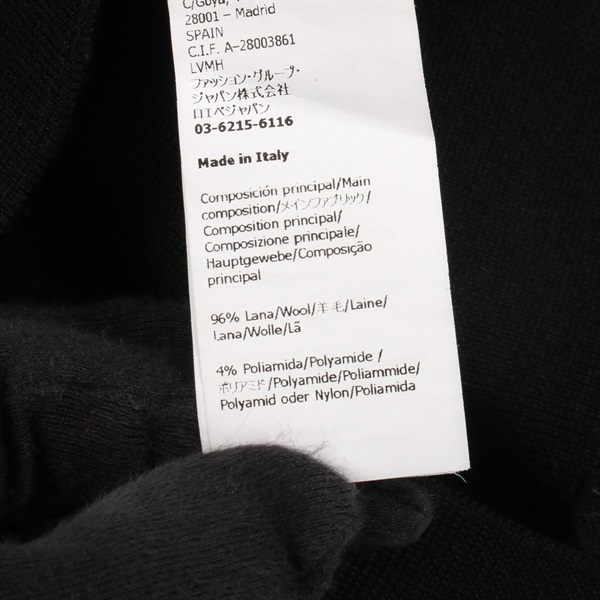 C/Goya,
28001 - Madrid
SPAIN
C.I.F. A-28003861
LVMH
ファッション・グループ・
ジャパン株式会社
ロエベジャパン
03-6215-6116
Made in Italy
Composición principal/Main
composition/メインファブリック/
Composition principal/
Composizione principale/
Hauptgewebe/Composição
principal
96% Lana/Wool/羊毛/Laine/
Lana/Wolle/Lã
4% Poliamida/Polyamide /
ポリアミド/Polyamide/Poliammide/
Polyamid oder Nylon/Poliamida